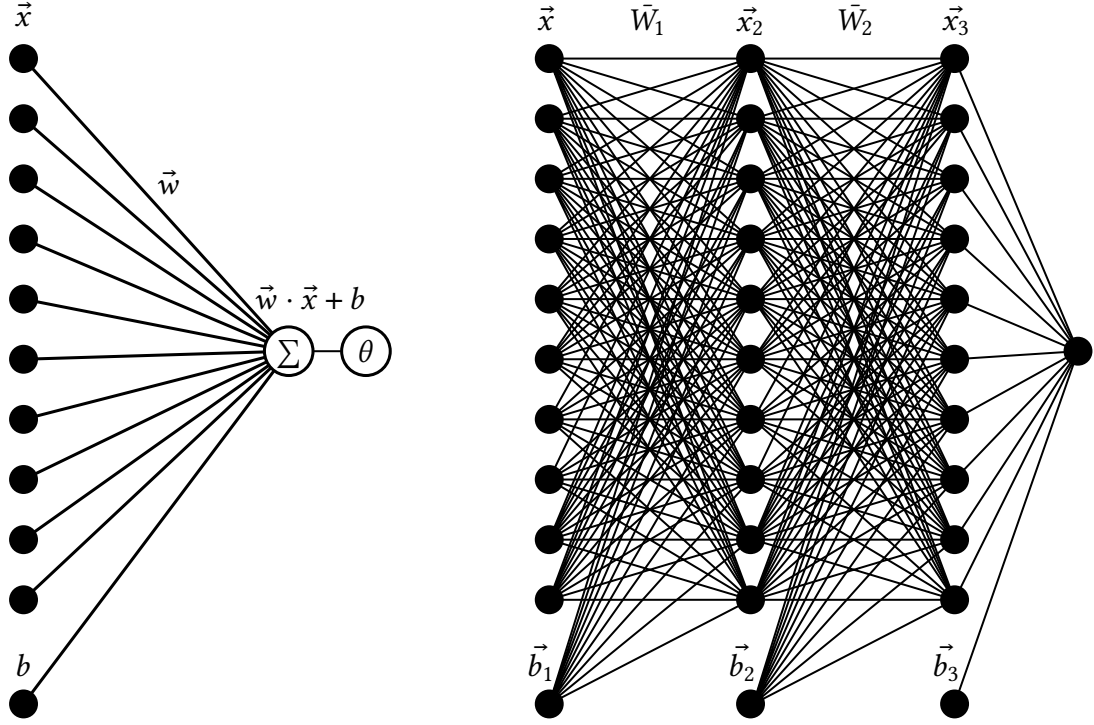 x⃗
w⃗
w⃗ · x⃗ + b
Σ
θ
b
x⃗
W̄₁
x⃗₂
W̄₂
x⃗₃
b⃗₁
b⃗₂
b⃗₃